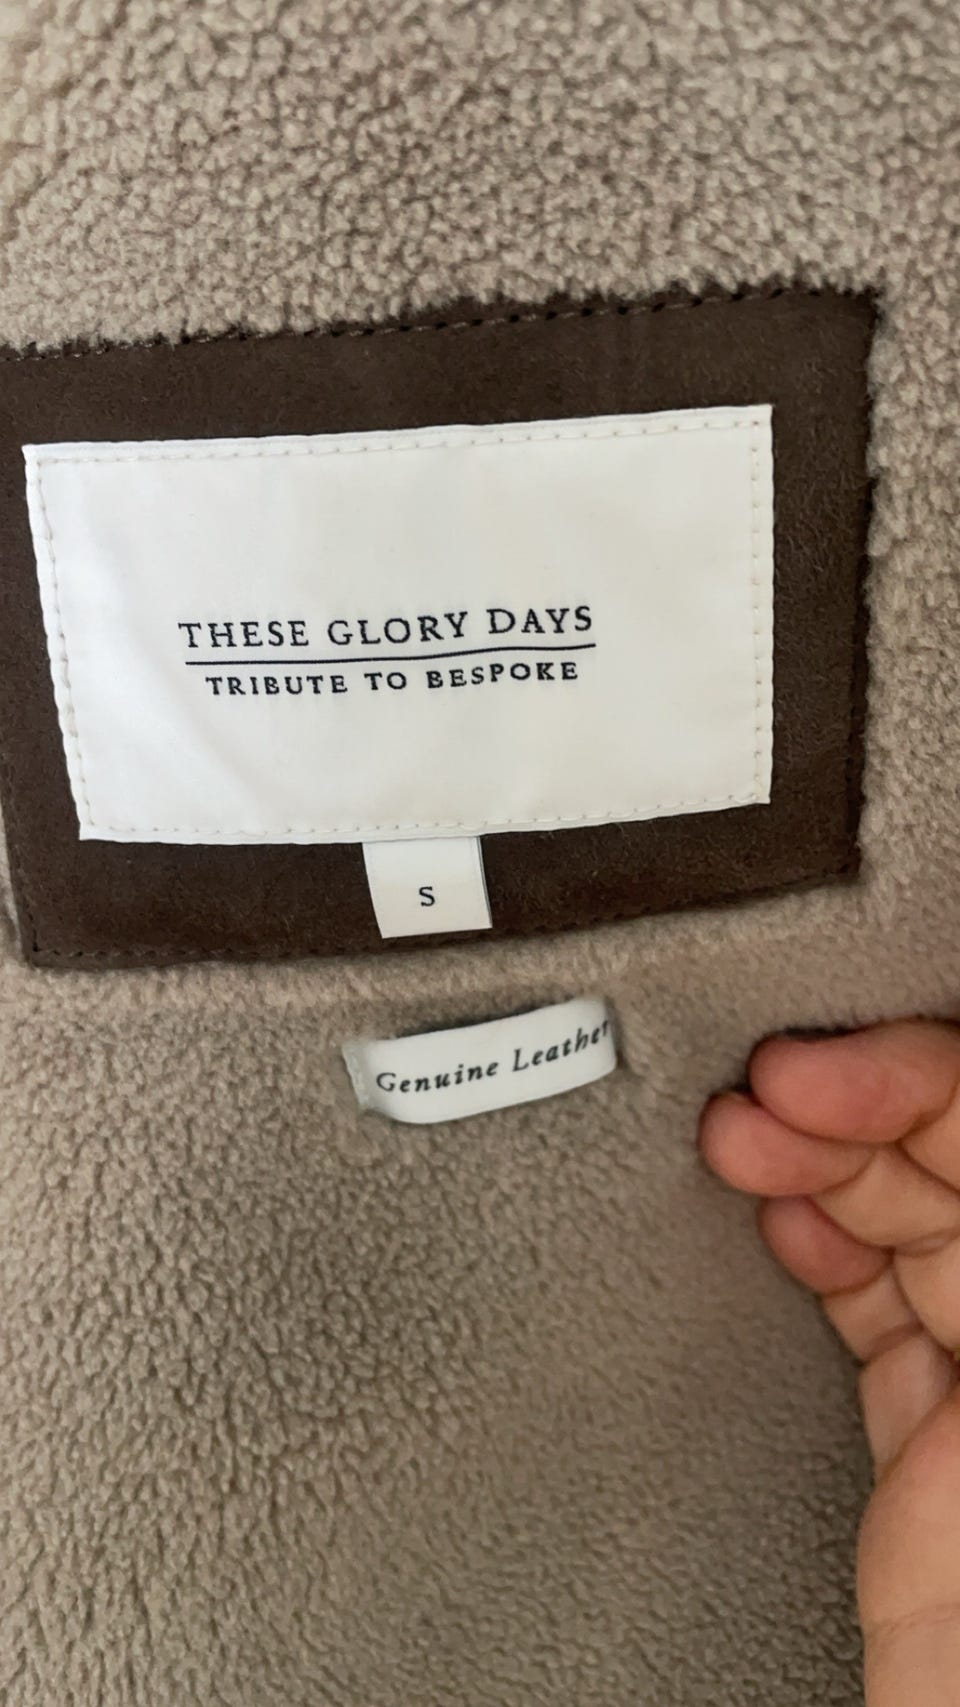 THESE GLORY DAYS
TRIBUTE TO BESPOKE
S
Genuine Leather